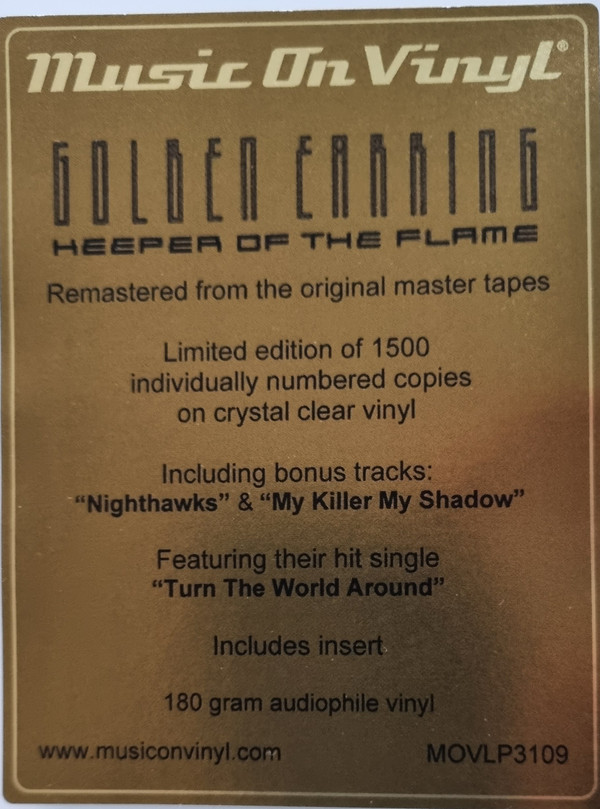 Music On Vinyl®
GOLDEN EARRING
KEEPER OF THE FLAME
Remastered from the original master tapes
Limited edition of 1500
individually numbered copies
on crystal clear vinyl
Including bonus tracks:
“Nighthawks” & “My Killer My Shadow”
Featuring their hit single
“Turn The World Around”
Includes insert
180 gram audiophile vinyl
www.musiconvinyl.com
MOVLP3109